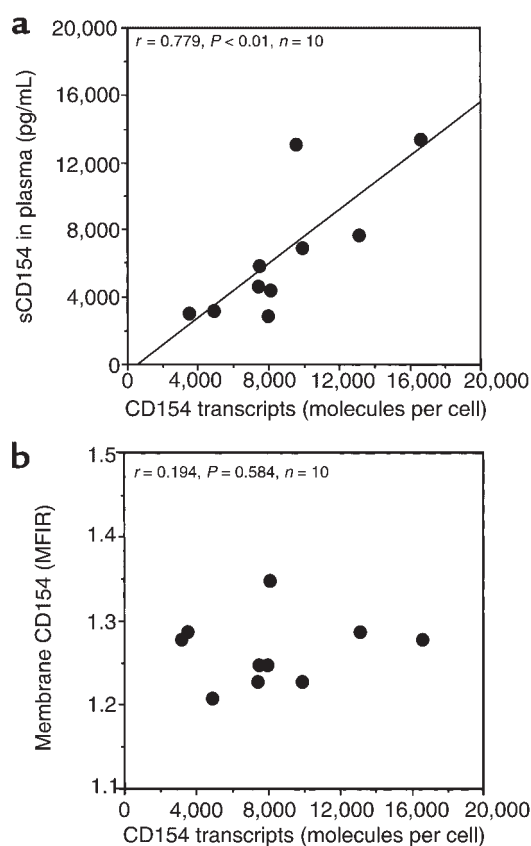 a
r = 0.779, P < 0.01, n = 10
20,000
16,000
12,000
8,000
4,000
0
sCD154 in plasma (pg/mL)
0 4,000 8,000 12,000 16,000 20,000
CD154 transcripts (molecules per cell)
b
r = 0.194, P = 0.584, n = 10
1.5
1.4
1.3
1.2
1.1
Membrane CD154 (MFIR)
0 4,000 8,000 12,000 16,000 20,000
CD154 transcripts (molecules per cell)